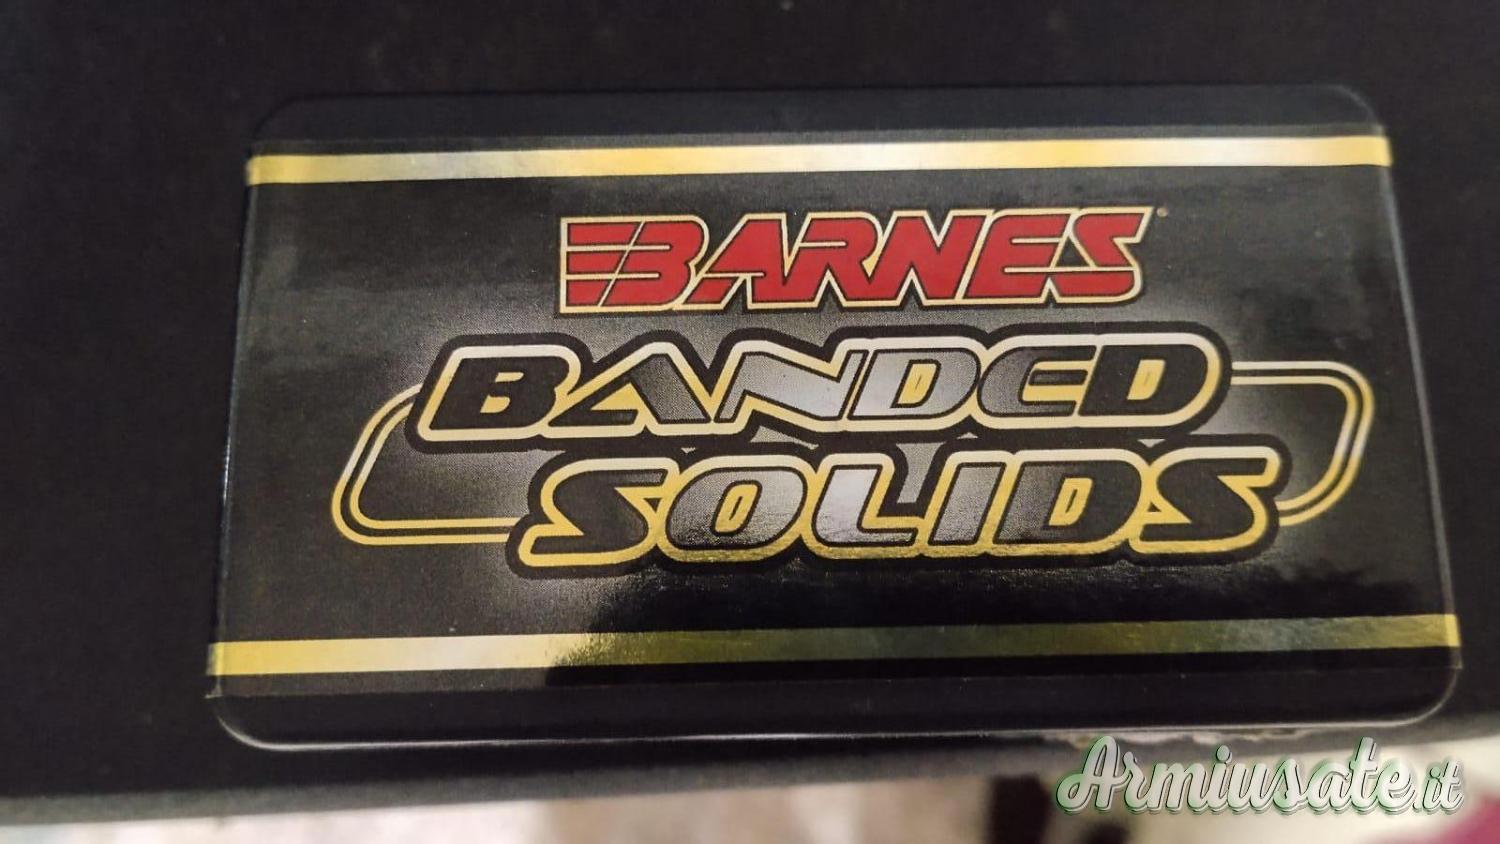 BARNES
BANDED
SOLIDS
Armiusate.it